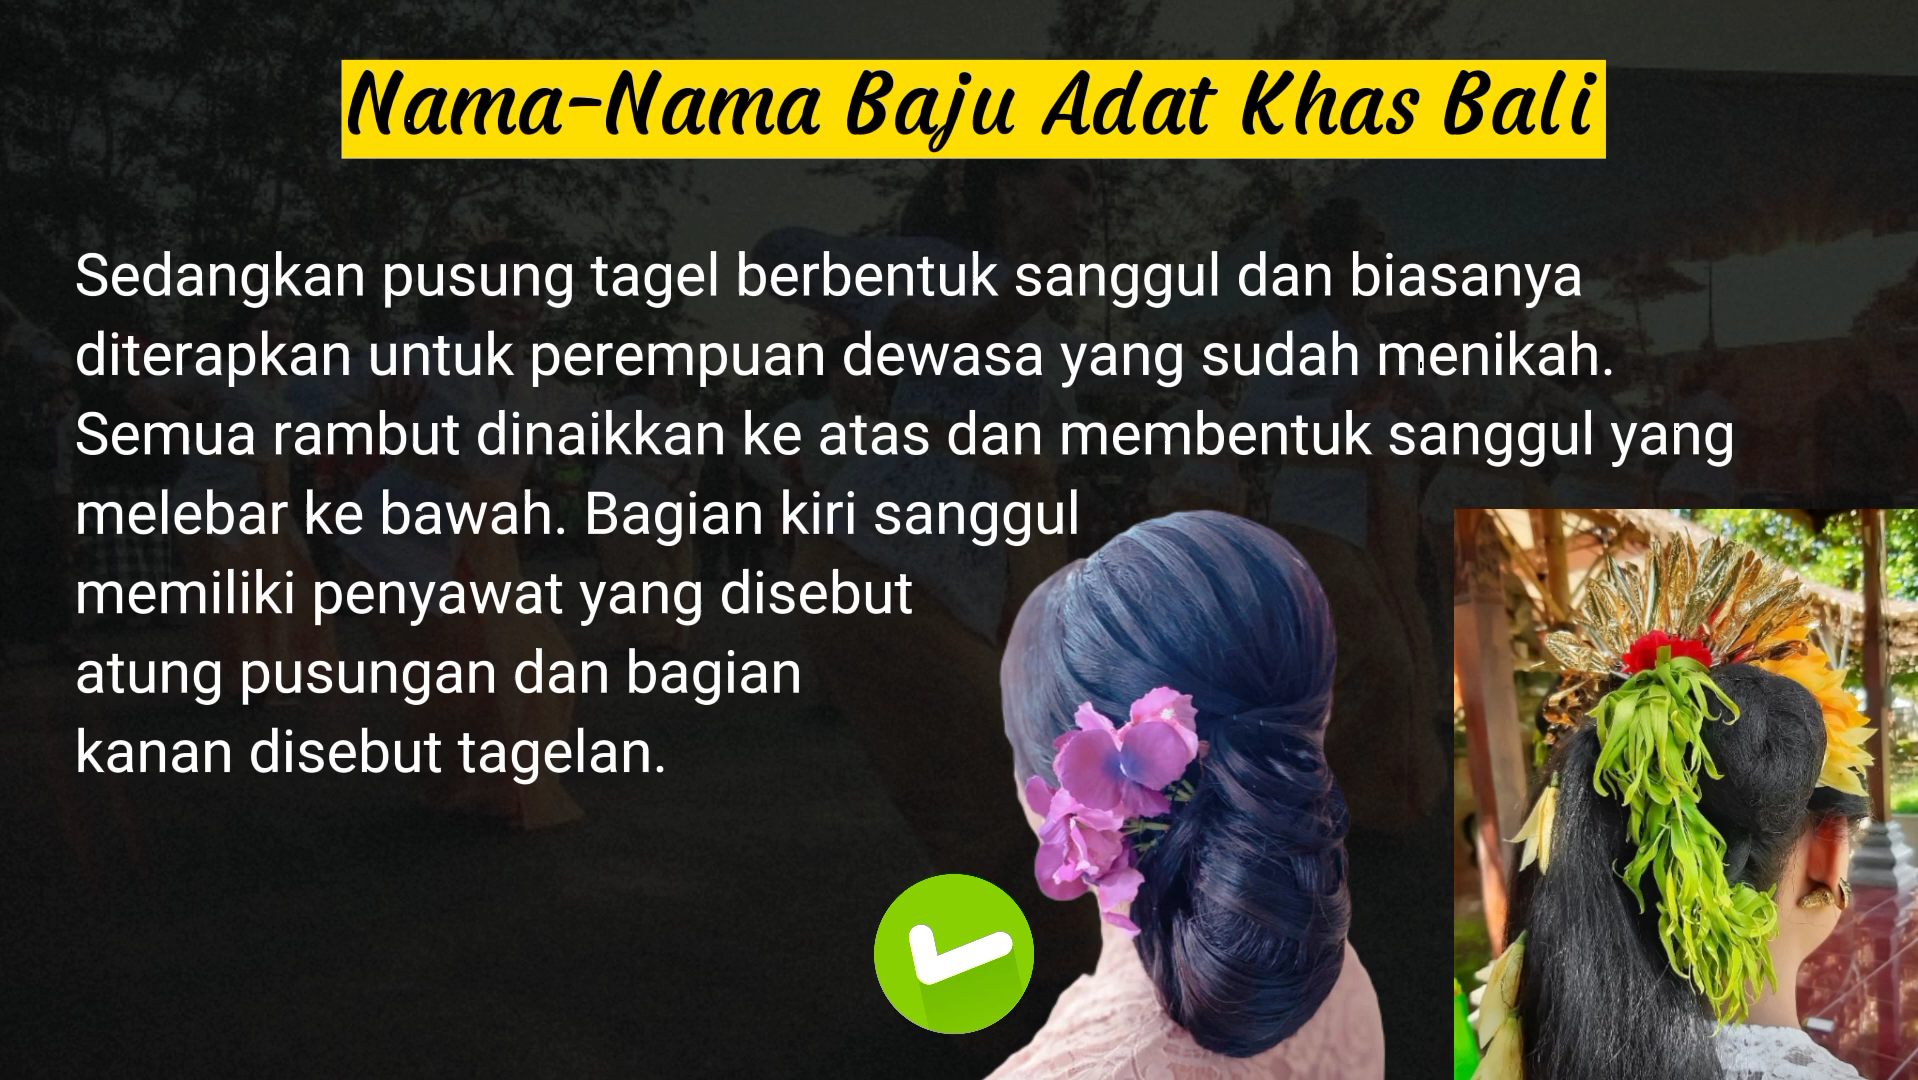 Nama-Nama Baju Adat Khas Bali
Sedangkan pusung tagel berbentuk sanggul dan biasanya
diterapkan untuk perempuan dewasa yang sudah menikah.
Semua rambut dinaikkan ke atas dan membentuk sanggul yang
melebar ke bawah. Bagian kiri sanggul
memiliki penyawat yang disebut
atung pusungan dan bagian
kanan disebut tagelan.